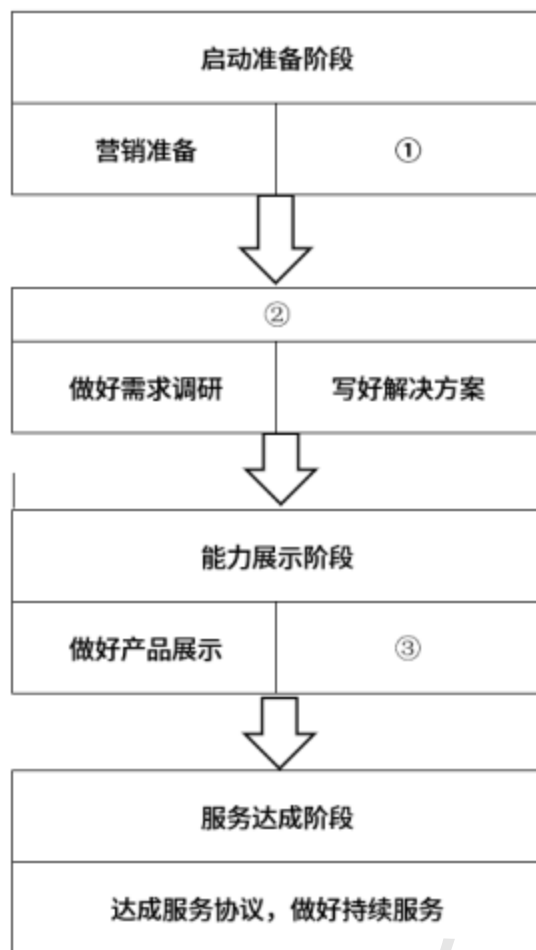 启动准备阶段
营销准备
①
②
做好需求调研
写好解决方案
能力展示阶段
做好产品展示
③
服务达成阶段
达成服务协议，做好持续服务